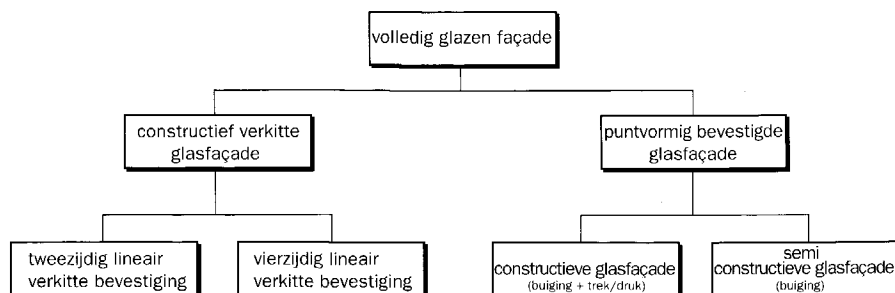 volledig glazen façade
constructief verkitte
glasfaçade
puntvormig bevestigde
glasfaçade
tweezijdig lineair
verkitte bevestiging
vierzijdig lineair
verkitte bevestiging
constructieve glasfaçade
(buiging + trek/druk)
semi
constructieve glasfaçade
(buiging)